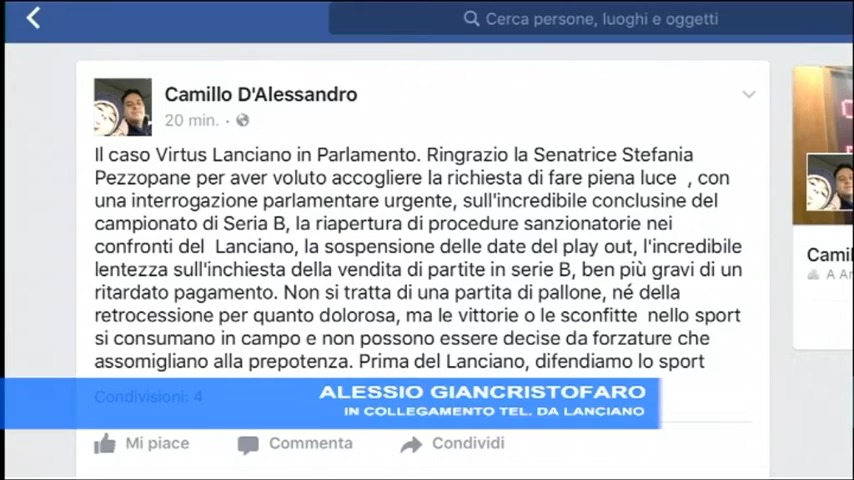 Cerca persone, luoghi e oggetti
Camillo D'Alessandro
20 min. ·
Il caso Virtus Lanciano in Parlamento. Ringrazio la Senatrice Stefania
Pezzopane per aver voluto accogliere la richiesta di fare piena luce , con
una interrogazione parlamentare urgente, sull'incredibile conclusine del
campionato di Seria B, la riapertura di procedure sanzionatorie nei
confronti del Lanciano, la sospensione delle date del play out, l'incredibile
lentezza sull'inchiesta della vendita di partite in serie B, ben più gravi di un
ritardato pagamento. Non si tratta di una partita di pallone, né della
retrocessione per quanto dolorosa, ma le vittorie o le sconfitte nello sport
si consumano in campo e non possono essere decise da forzature che
assomigliano alla prepotenza. Prima del Lanciano, difendiamo lo sport
Condivisioni: 4
ALESSIO GIANCRISTOFARO
IN COLLEGAMENTO TEL. DA LANCIANO
Mi piace
Commenta
Condividi
Camil
A Ar